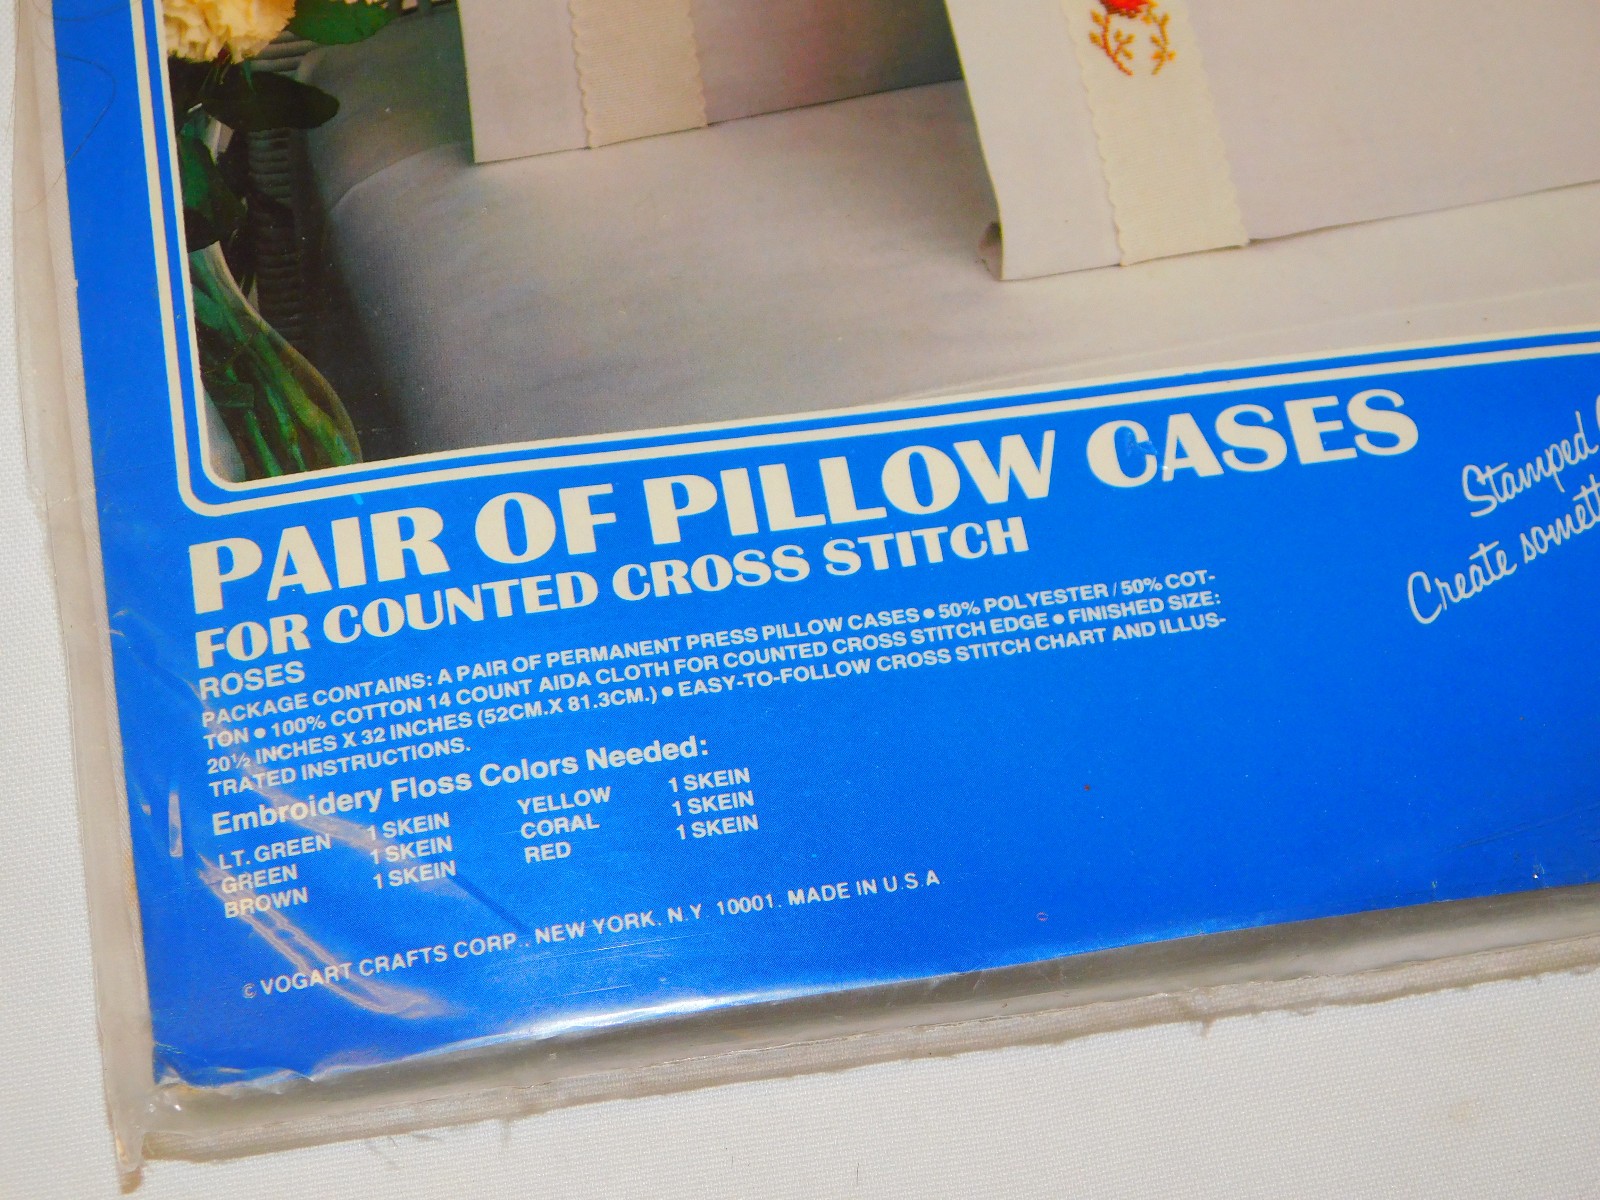 PAIR OF PILLOW CASES
FOR COUNTED CROSS STITCH
ROSES
PACKAGE CONTAINS: A PAIR OF PERMANENT PRESS PILLOW CASES ● 50% POLYESTER / 50% COT-
TON ● 100% COTTON 14 COUNT AIDA CLOTH FOR COUNTED CROSS STITCH EDGE ● FINISHED SIZE:
20½ INCHES X 32 INCHES (52CM.X 81.3CM.) ● EASY-TO-FOLLOW CROSS STITCH CHART AND ILLUS-
TRATED INSTRUCTIONS.
Embroidery Floss Colors Needed:
LT. GREEN 1 SKEIN YELLOW 1 SKEIN
GREEN 1 SKEIN CORAL 1 SKEIN
BROWN 1 SKEIN RED 1 SKEIN
© VOGART CRAFTS CORP., NEW YORK, N.Y. 10001. MADE IN U.S.A
Stamped
Create